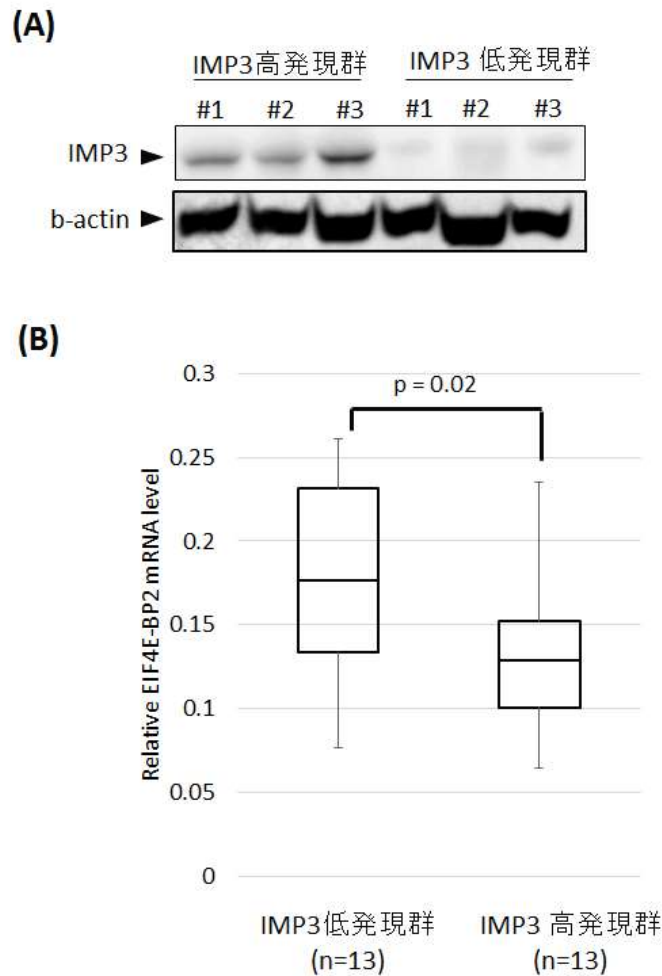 (A)
IMP3高発現群 IMP3 低発現群
#1 #2 #3 #1 #2 #3
IMP3
b-actin
(B)
0.3
p = 0.02
0.25
0.2
0.15
0.1
0.05
0
Relative EIF4E-BP2 mRNA level
IMP3低発現群 IMP3 高発現群
(n=13) (n=13)